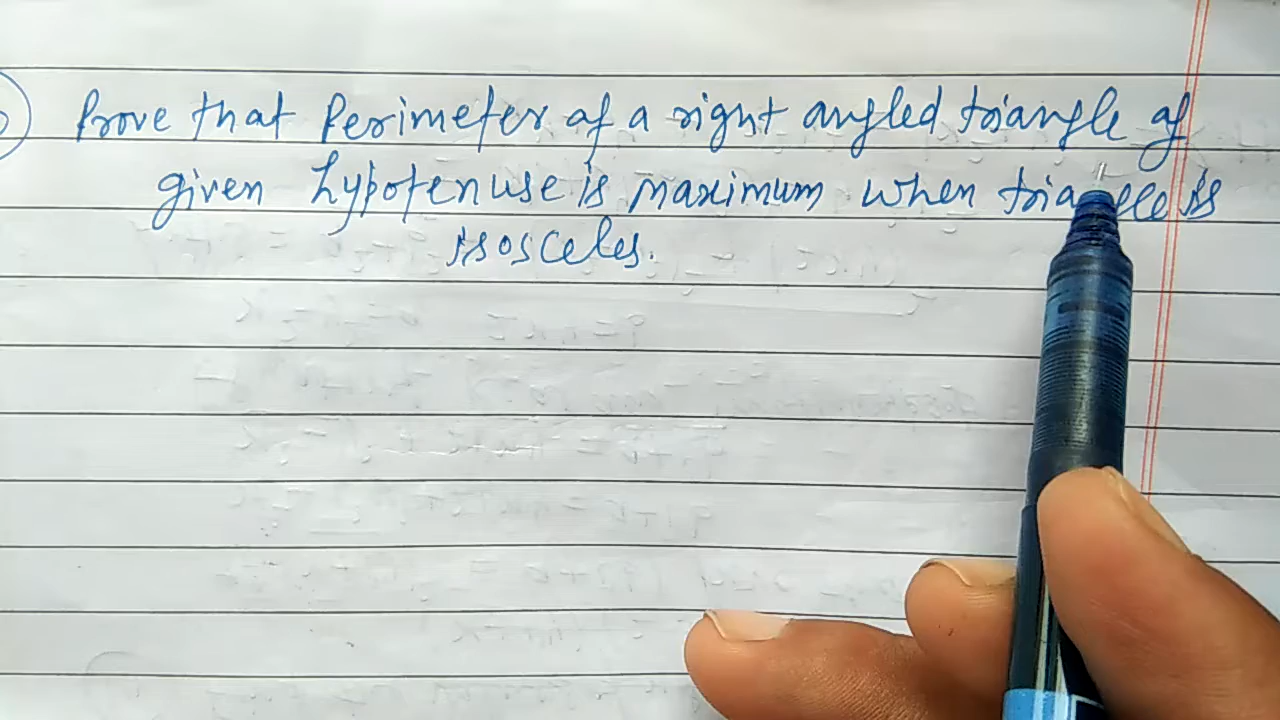 Prove that Perimeter of a right angled triangle of
given hypotenuse is maximum when triangle is
isosceles.